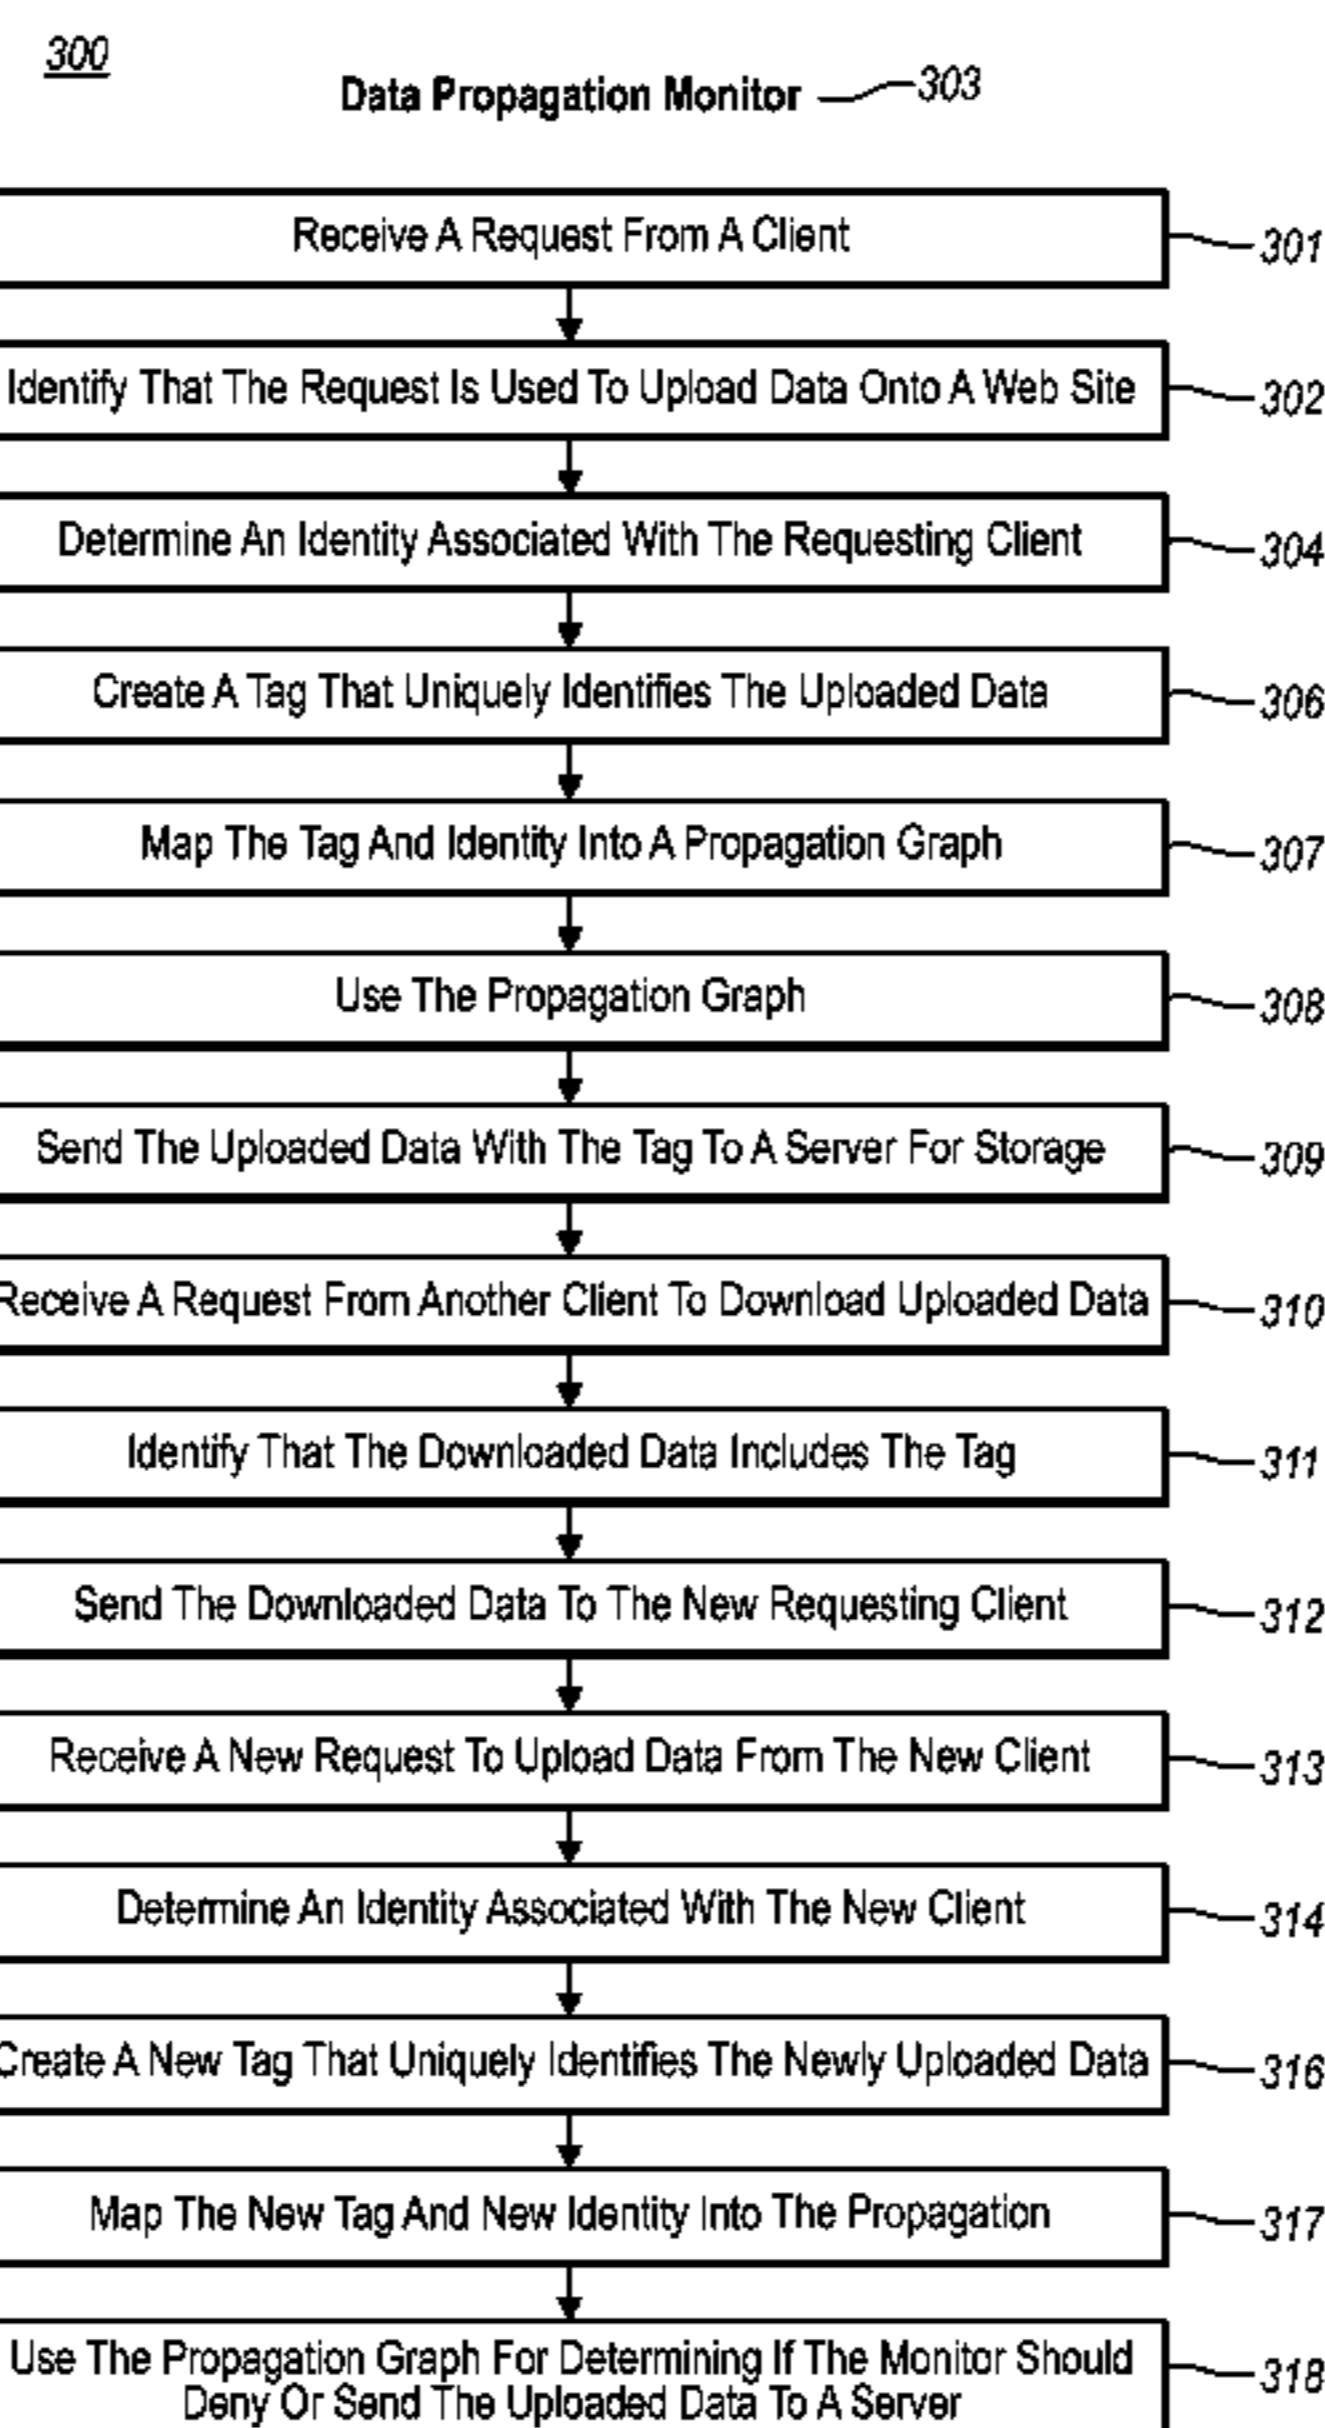 300
Data Propagation Monitor 303
Receive A Request From A Client 301
Identify That The Request Is Used To Upload Data Onto A Web Site 302
Determine An Identity Associated With The Requesting Client 304
Create A Tag That Uniquely Identifies The Uploaded Data 306
Map The Tag And Identity Into A Propagation Graph 307
Use The Propagation Graph 308
Send The Uploaded Data With The Tag To A Server For Storage 309
Receive A Request From Another Client To Download Uploaded Data 310
Identify That The Downloaded Data Includes The Tag 311
Send The Downloaded Data To The New Requesting Client 312
Receive A New Request To Upload Data From The New Client 313
Determine An Identity Associated With The New Client 314
Create A New Tag That Uniquely Identifies The Newly Uploaded Data 316
Map The New Tag And New Identity Into The Propagation 317
Use The Propagation Graph For Determining If The Monitor Should 318
Deny Or Send The Uploaded Data To A Server